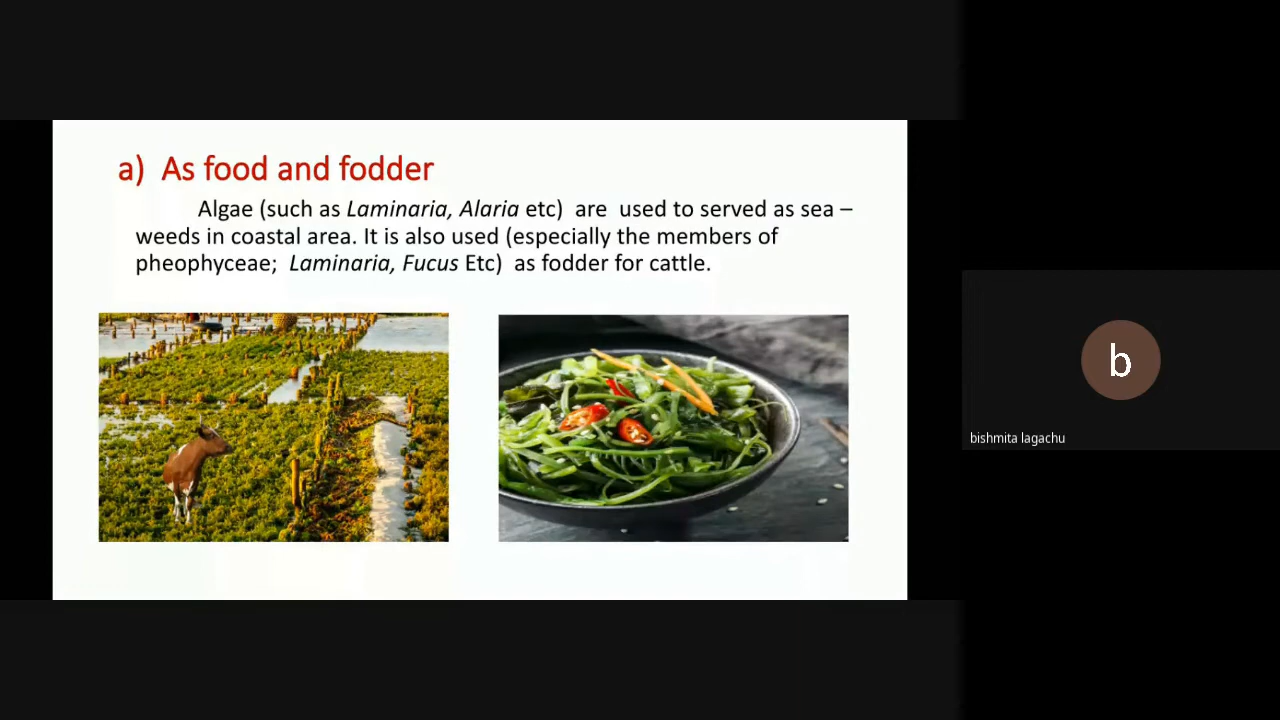 a) As food and fodder
Algae (such as Laminaria, Alaria etc) are used to served as sea –
weeds in coastal area. It is also used (especially the members of
pheophyceae; Laminaria, Fucus Etc) as fodder for cattle.
b
bishmita lagachu